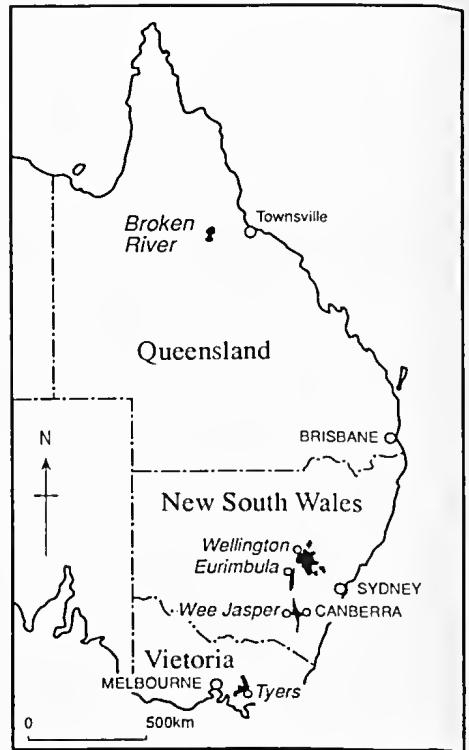 Townsville
Broken
River
Queensland
BRISBANE
N
New South Wales
Wellington
Eurimbula
SYDNEY
Wee Jasper
CANBERRA
Vietoria
MELBOURNE
Tyers
0 500km